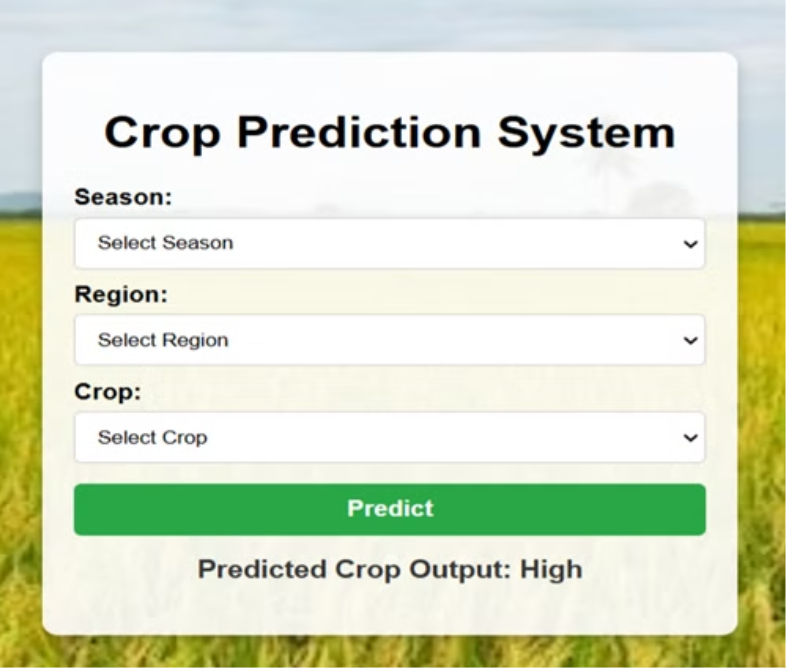 Crop Prediction System
Season:
Select Season
Region:
Select Region
Crop:
Select Crop
Predict
Predicted Crop Output: High